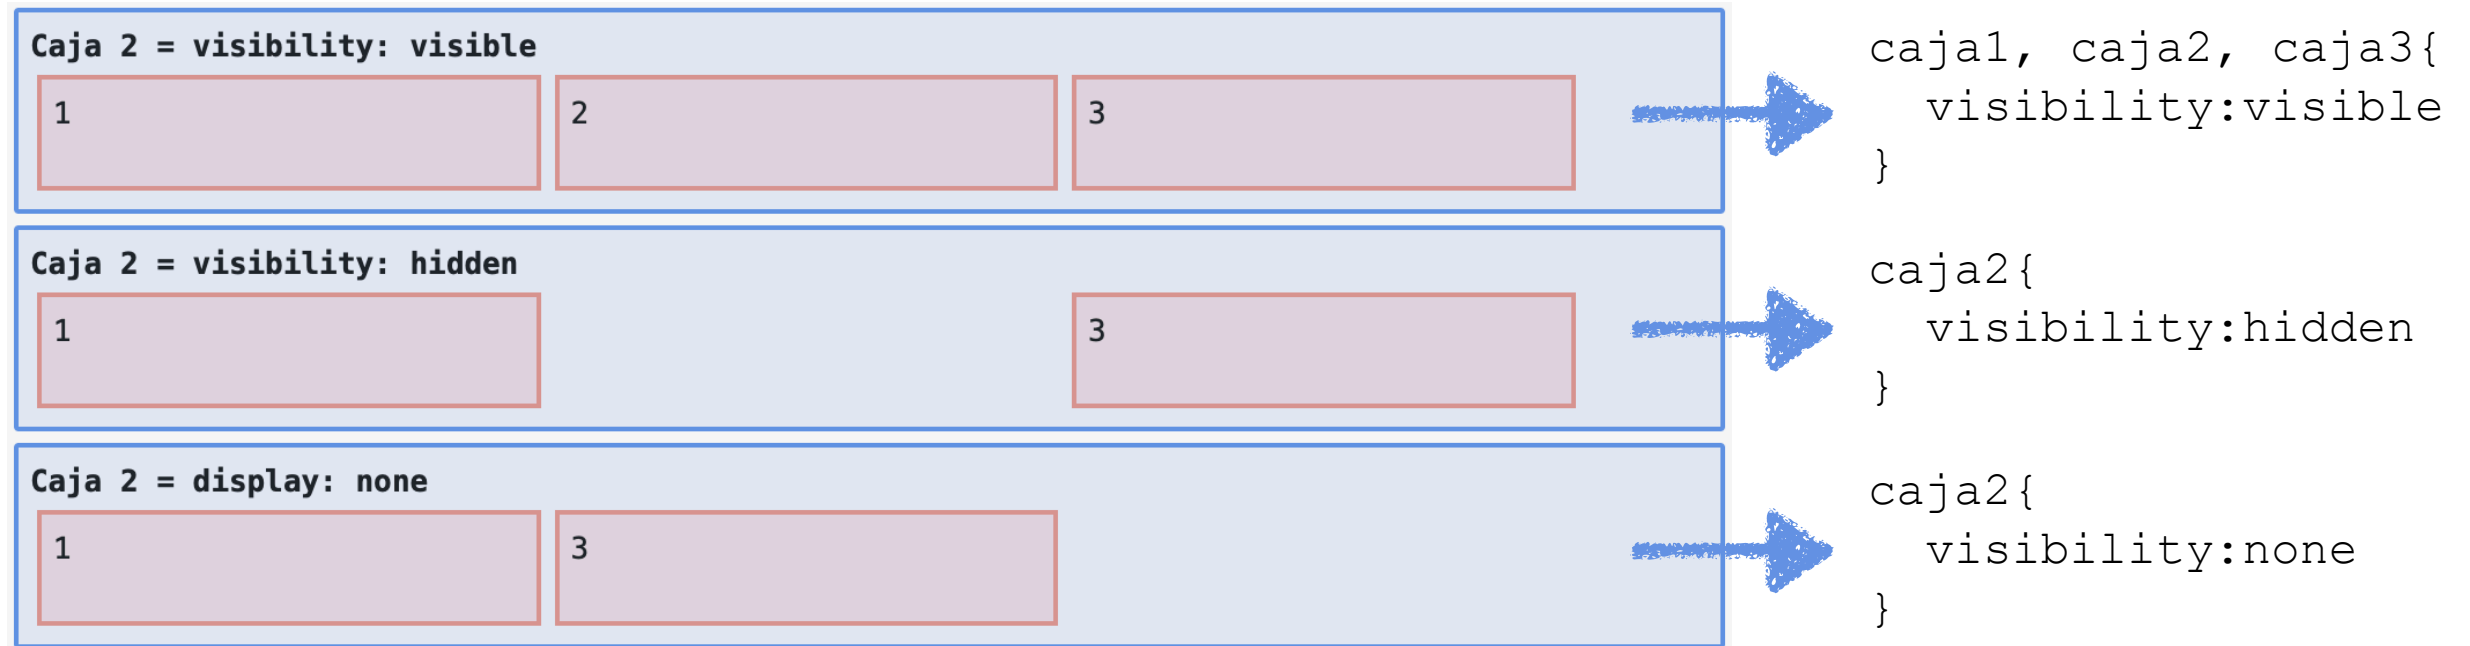 Caja 2 = visibility: visible
1 2 3
caja1, caja2, caja3{
visibility:visible
}
Caja 2 = visibility: hidden
1 3
caja2{
visibility:hidden
}
Caja 2 = display: none
1 3
caja2{
visibility:none
}